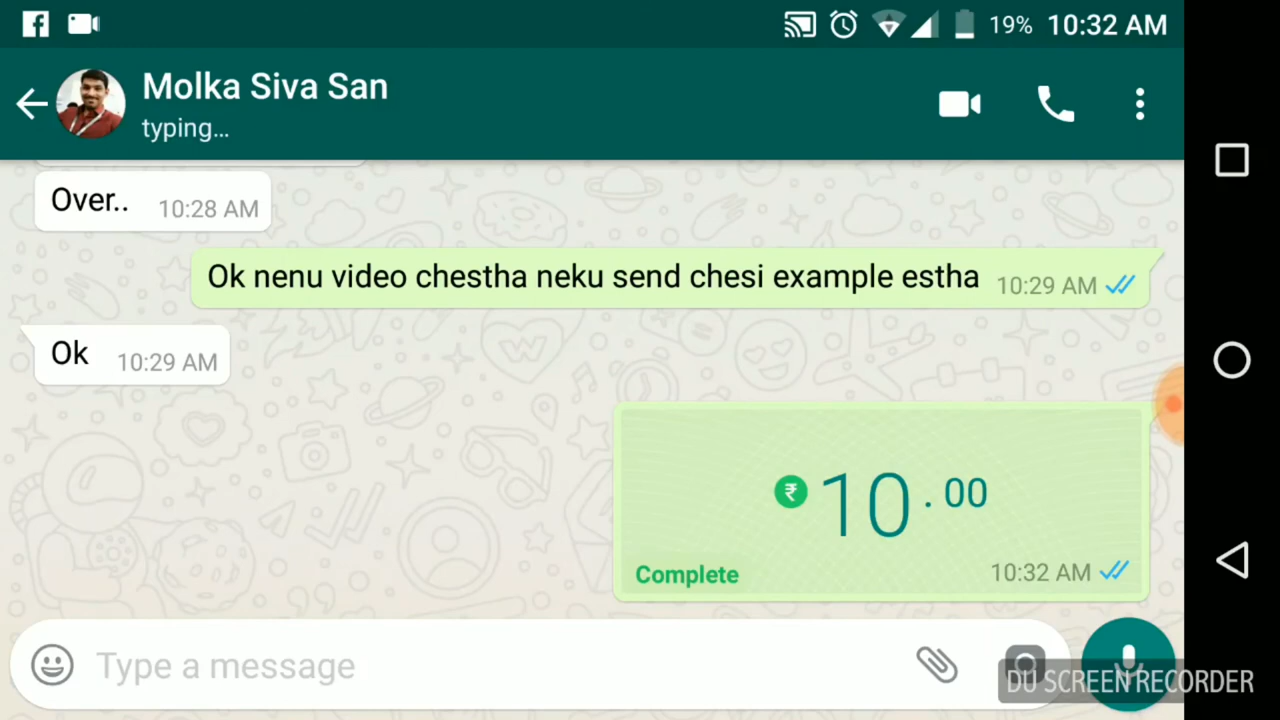 19% 10:32 AM
Molka Siva San
typing...
Over.. 10:28 AM
Ok nenu video chestha neku send chesi example estha 10:29 AM
Ok 10:29 AM
₹ 10.00
Complete 10:32 AM
Type a message
DU SCREEN RECORDER